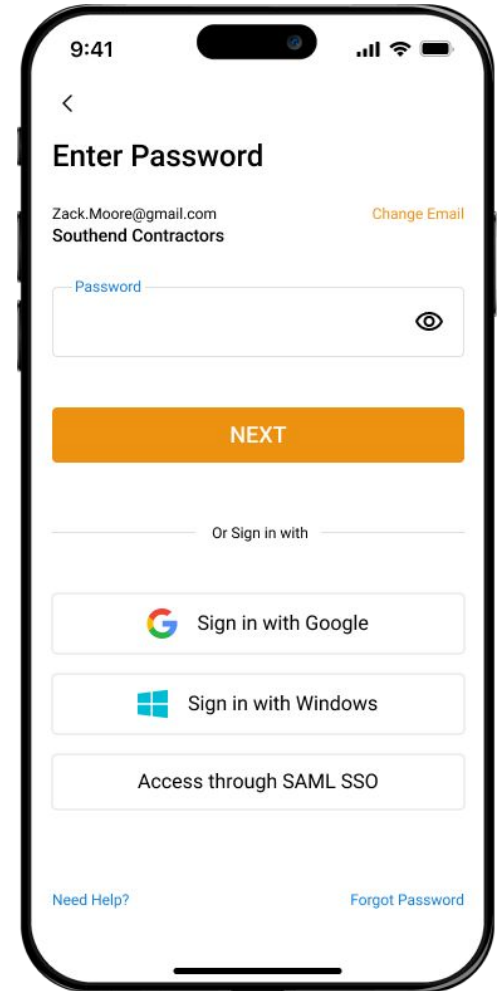 9:41
Enter Password
Zack.Moore@gmail.com
Change Email
Southend Contractors
Password
NEXT
Or Sign in with
Sign in with Google
Sign in with Windows
Access through SAML SSO
Need Help?
Forgot Password